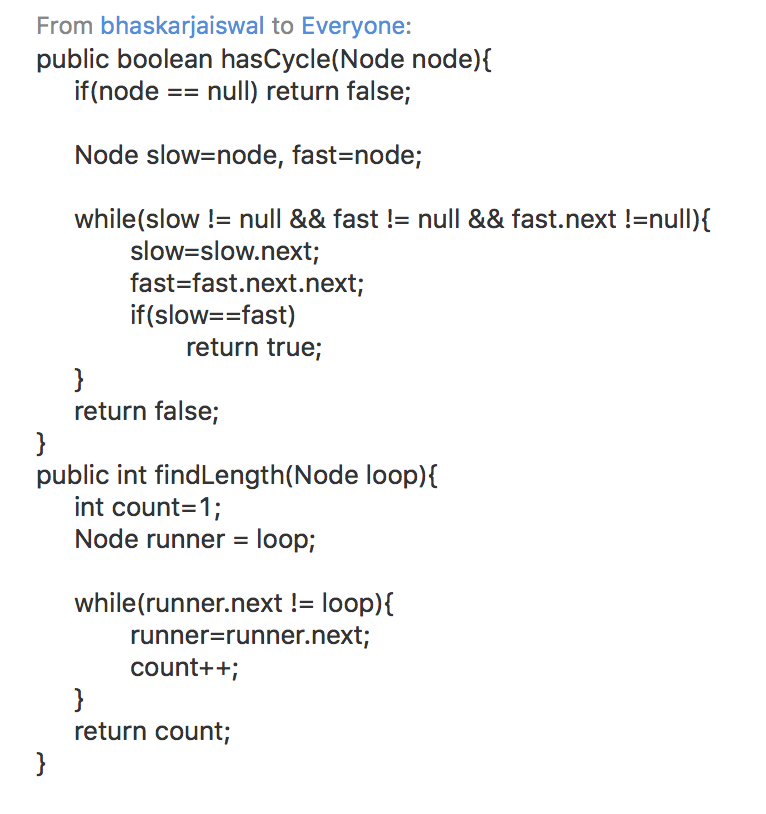 From bhaskarjaiswal to Everyone:
public boolean hasCycle(Node node){
if(node == null) return false;
Node slow=node, fast=node;
while(slow != null && fast != null && fast.next !=null){
slow=slow.next;
fast=fast.next.next;
if(slow==fast)
return true;
}
return false;
}
public int findLength(Node loop){
int count=1;
Node runner = loop;
while(runner.next != loop){
runner=runner.next;
count++;
}
return count;
}